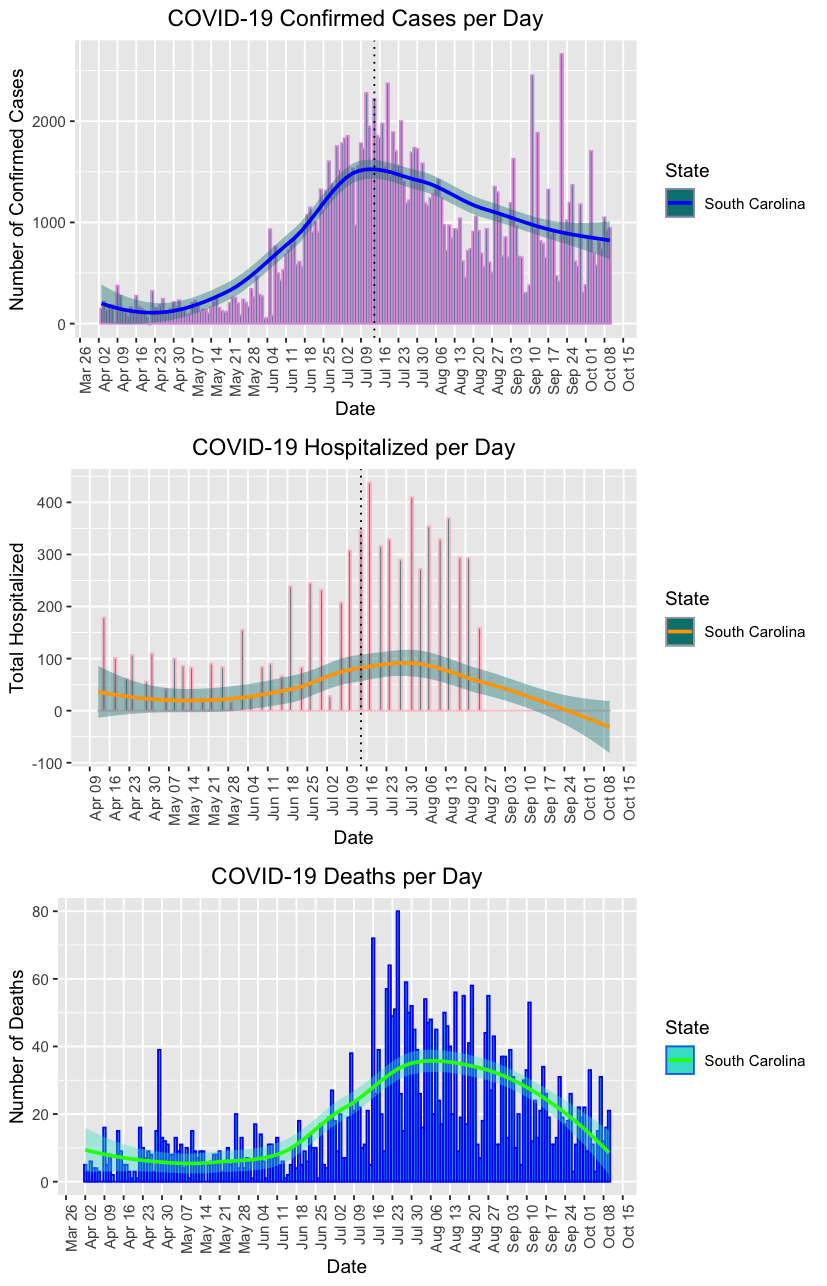 COVID-19 Confirmed Cases per Day
Number of Confirmed Cases
2000
1000
0
Mar 26
Apr 02
Apr 09
Apr 16
Apr 23
Apr 30
May 07
May 14
May 21
May 28
Jun 04
Jun 11
Jun 18
Jun 25
Jul 02
Jul 09
Jul 16
Jul 23
Jul 30
Aug 06
Aug 13
Aug 20
Aug 27
Sep 03
Sep 10
Sep 17
Sep 24
Oct 01
Oct 08
Oct 15
Date
State
South Carolina
COVID-19 Hospitalized per Day
Total Hospitalized
400
300
200
100
0
-100
Apr 09
Apr 16
Apr 23
Apr 30
May 07
May 14
May 21
May 28
Jun 04
Jun 11
Jun 18
Jun 25
Jul 02
Jul 09
Jul 16
Jul 23
Jul 30
Aug 06
Aug 13
Aug 20
Aug 27
Sep 03
Sep 10
Sep 17
Sep 24
Oct 01
Oct 08
Oct 15
Date
State
South Carolina
COVID-19 Deaths per Day
Number of Deaths
80
60
40
20
0
Mar 26
Apr 02
Apr 09
Apr 16
Apr 23
Apr 30
May 07
May 14
May 21
May 28
Jun 04
Jun 11
Jun 18
Jun 25
Jul 02
Jul 09
Jul 16
Jul 23
Jul 30
Aug 06
Aug 13
Aug 20
Aug 27
Sep 03
Sep 10
Sep 17
Sep 24
Oct 01
Oct 08
Oct 15
Date
State
South Carolina